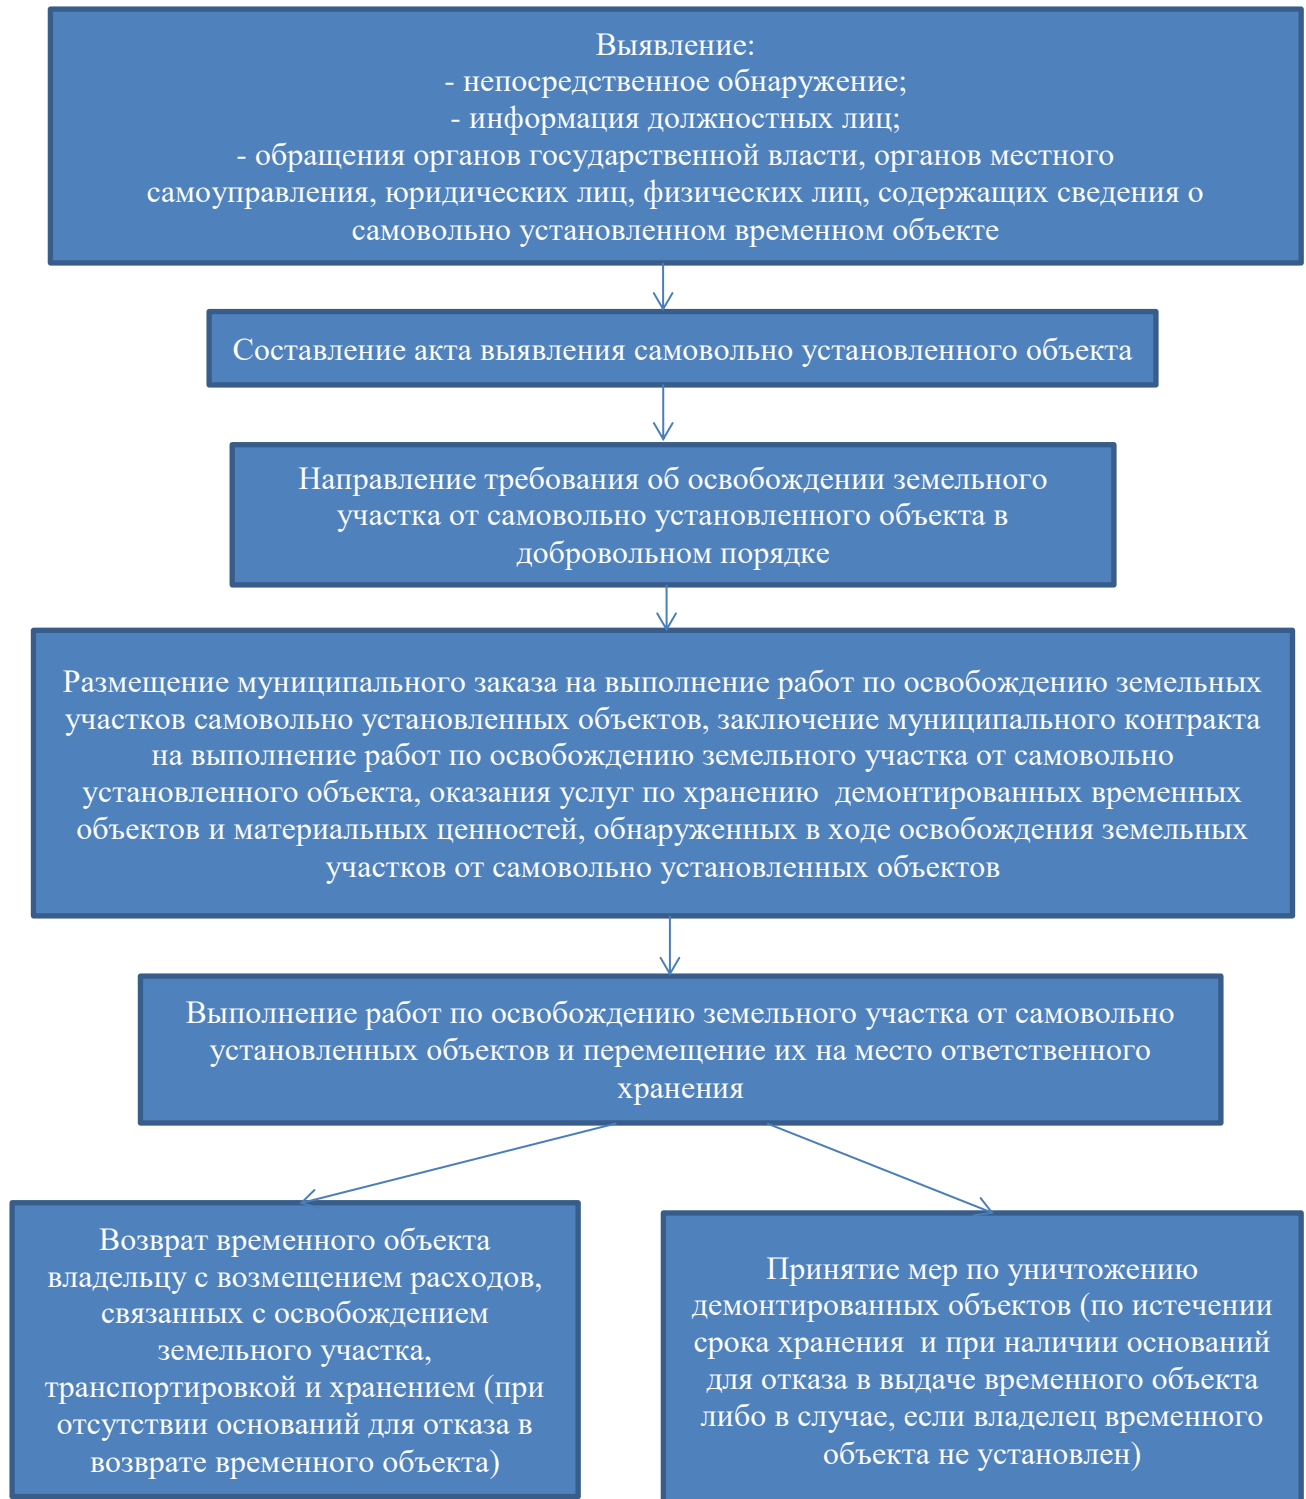 Выявление:
- непосредственное обнаружение;
- информация должностных лиц;
- обращения органов государственной власти, органов местного
самоуправления, юридических лиц, физических лиц, содержащих сведения о
самовольно установленном временном объекте
Составление акта выявления самовольно установленного объекта
Направление требования об освобождении земельного
участка от самовольно установленного объекта в
добровольном порядке
Размещение муниципального заказа на выполнение работ по освобождению земельных
участков самовольно установленных объектов, заключение муниципального контракта
на выполнение работ по освобождению земельного участка от самовольно
установленного объекта, оказания услуг по хранению  демонтированных временных
объектов и материальных ценностей, обнаруженных в ходе освобождения земельных
участков от самовольно установленных объектов
Выполнение работ по освобождению земельного участка от самовольно
установленных объектов и перемещение их на место ответственного
хранения
Возврат временного объекта
владельцу с возмещением расходов,
связанных с освобождением
земельного участка,
транспортировкой и хранением (при
отсутствии оснований для отказа в
возврате временного объекта)
Принятие мер по уничтожению
демонтированных объектов (по истечении
срока хранения  и при наличии оснований
для отказа в выдаче временного объекта
либо в случае, если владелец временного
объекта не установлен)